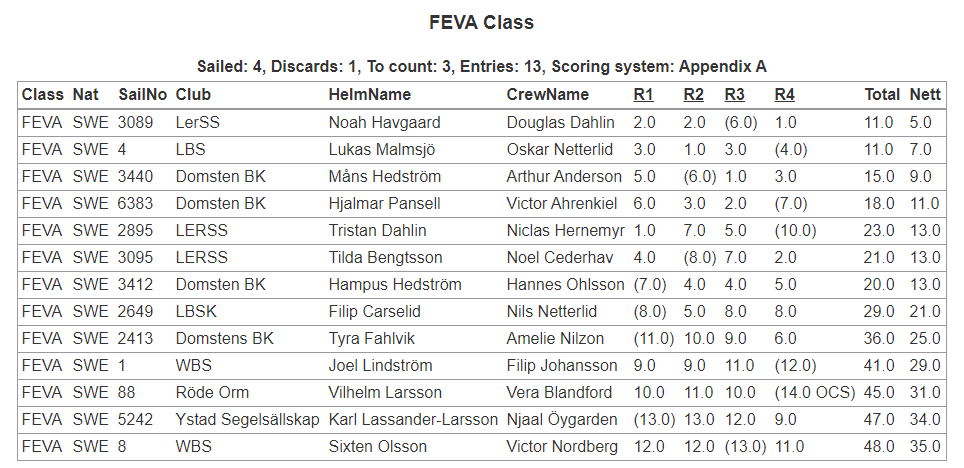 FEVA Class
Sailed: 4, Discards: 1, To count: 3, Entries: 13, Scoring system: Appendix A
Class Nat SailNo Club HelmName CrewName R1 R2 R3 R4 Total Nett
FEVA SWE 3089 LerSS Noah Havgaard Douglas Dahlin 2.0 2.0 (6.0) 1.0 11.0 5.0
FEVA SWE 4 LBS Lukas Malmsjö Oskar Netterlid 3.0 1.0 3.0 (4.0) 11.0 7.0
FEVA SWE 3440 Domsten BK Måns Hedström Arthur Anderson 5.0 (6.0) 1.0 3.0 15.0 9.0
FEVA SWE 6383 Domsten BK Hjalmar Pansell Victor Ahrenkiel 6.0 3.0 2.0 (7.0) 18.0 11.0
FEVA SWE 2895 LERSS Tristan Dahlin Niclas Hernemyr 1.0 7.0 5.0 (10.0) 23.0 13.0
FEVA SWE 3095 LERSS Tilda Bengtsson Noel Cederhav 4.0 (8.0) 7.0 2.0 21.0 13.0
FEVA SWE 3412 Domsten BK Hampus Hedström Hannes Ohlsson (7.0) 4.0 4.0 5.0 20.0 13.0
FEVA SWE 2649 LBSK Filip Carselid Nils Netterlid (8.0) 5.0 8.0 8.0 29.0 21.0
FEVA SWE 2413 Domstens BK Tyra Fahlvik Amelie Nilzon (11.0) 10.0 9.0 6.0 36.0 25.0
FEVA SWE 1 WBS Joel Lindström Filip Johansson 9.0 9.0 11.0 (12.0) 41.0 29.0
FEVA SWE 88 Röde Orm Vilhelm Larsson Vera Blandford 10.0 11.0 10.0 (14.0 OCS) 45.0 31.0
FEVA SWE 5242 Ystad Segelsällskap Karl Lassander-Larsson Njaal Öygarden (13.0) 13.0 12.0 9.0 47.0 34.0
FEVA SWE 8 WBS Sixten Olsson Victor Nordberg 12.0 12.0 (13.0) 11.0 48.0 35.0